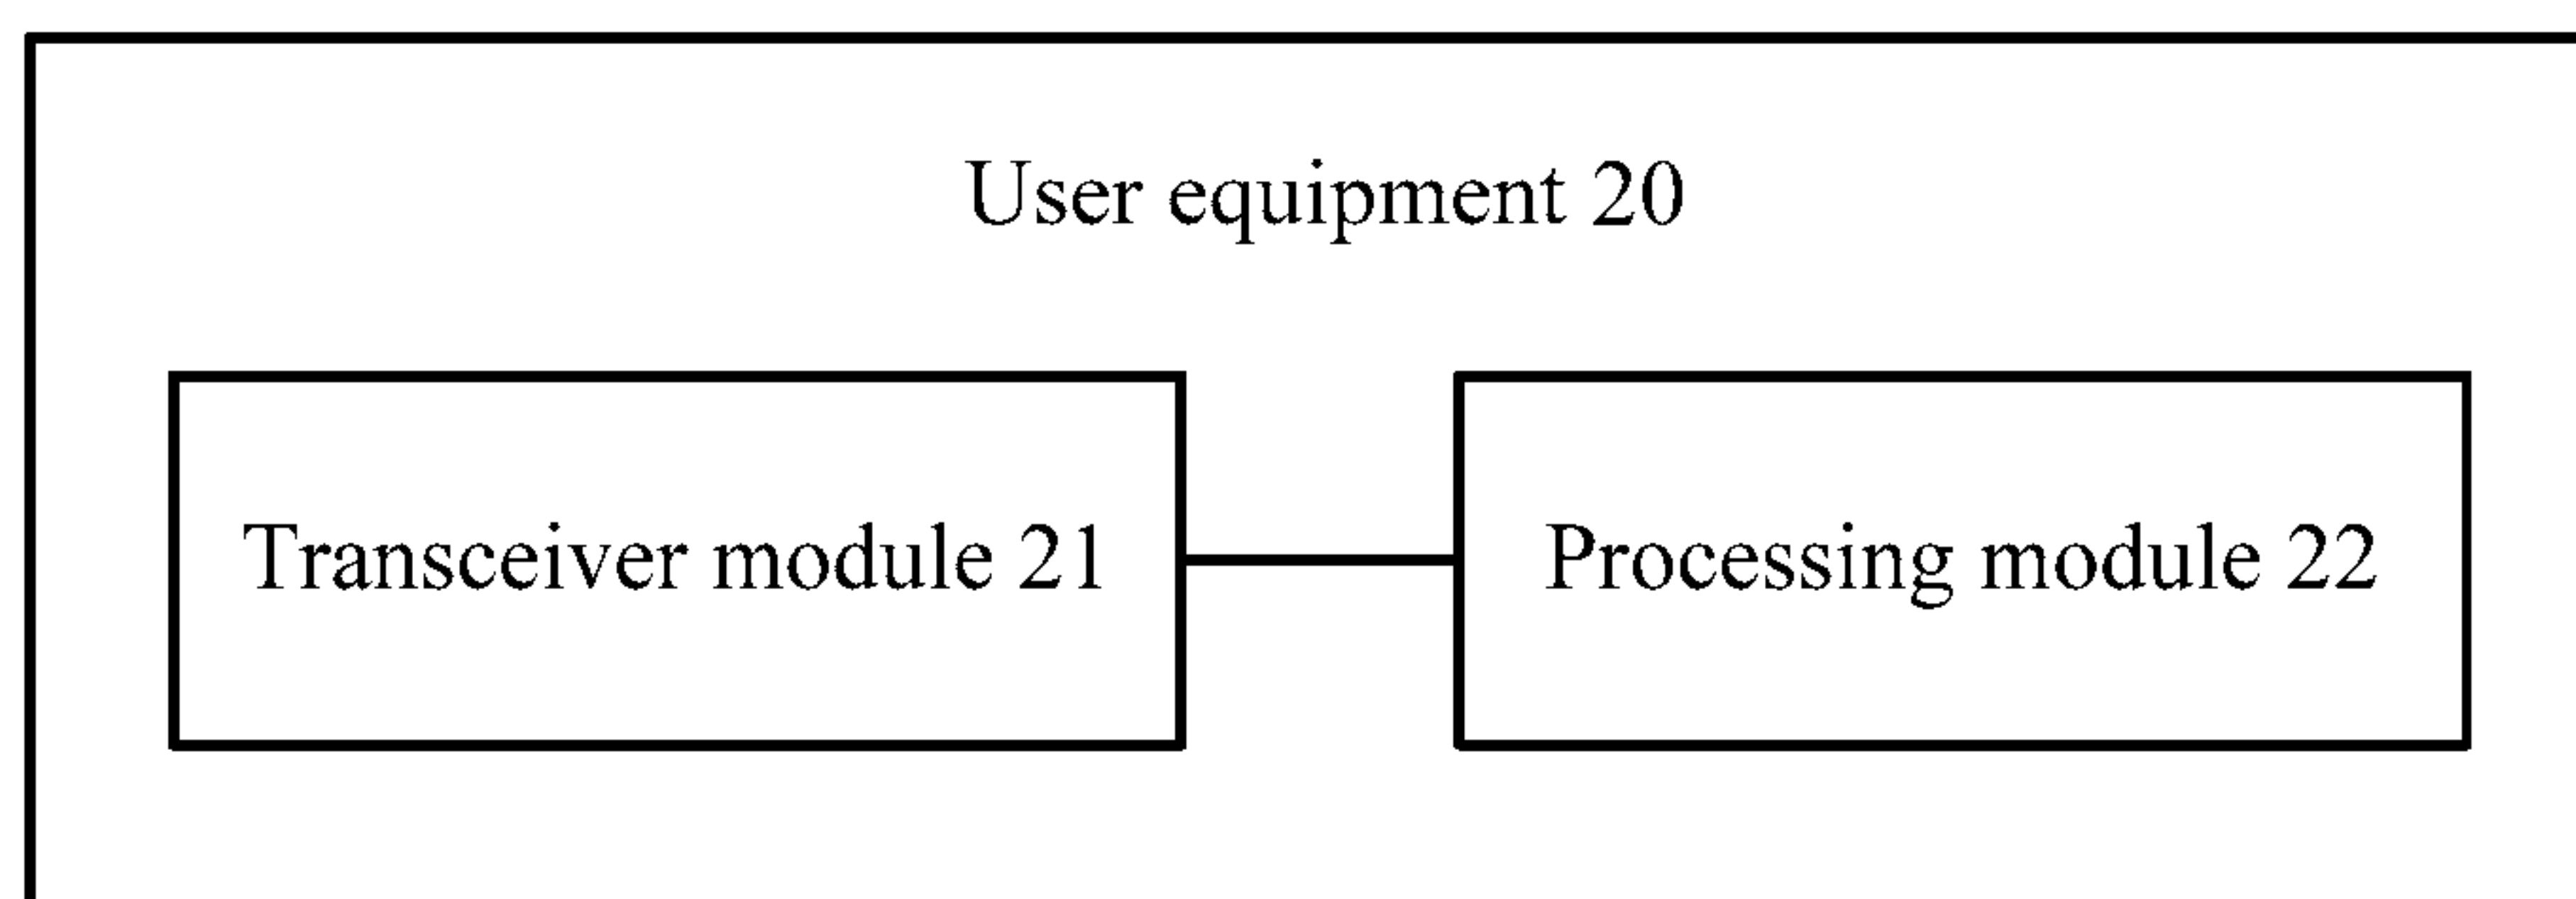 User equipment 20
Transceiver module 21
Processing module 22